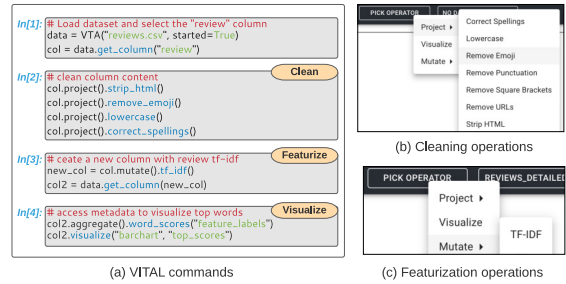 In[1]:
# Load dataset and select the "review" column
data = VTA("reviews.csv", started=True)
col = data.get_column("review")
In[2]:
# clean column content
Clean
col.project().strip_html()
col.project().remove_emoji()
col.project().lowercase()
col.project().correct_spellings()
In[3]:
# ceate a new column with review tf-idf
Featurize
new_col = col.mutate().tf_idf()
col2 = data.get_column(new_col)
In[4]:
# access metadata to visualize top words
Visualize
col2.aggregate().word_scores("feature_labels")
col2.visualize("barchart", "top_scores")
(a) VITAL commands
PICK OPERATOR
Project
Visualize
Mutate
Correct Spellings
Lowercase
Remove Emoji
Remove Punctuation
Remove Square Brackets
Remove URLs
Strip HTML
(b) Cleaning operations
PICK OPERATOR
REVIEWS_DETAILED
Project
Visualize
Mutate
TF-IDF
(c) Featurization operations